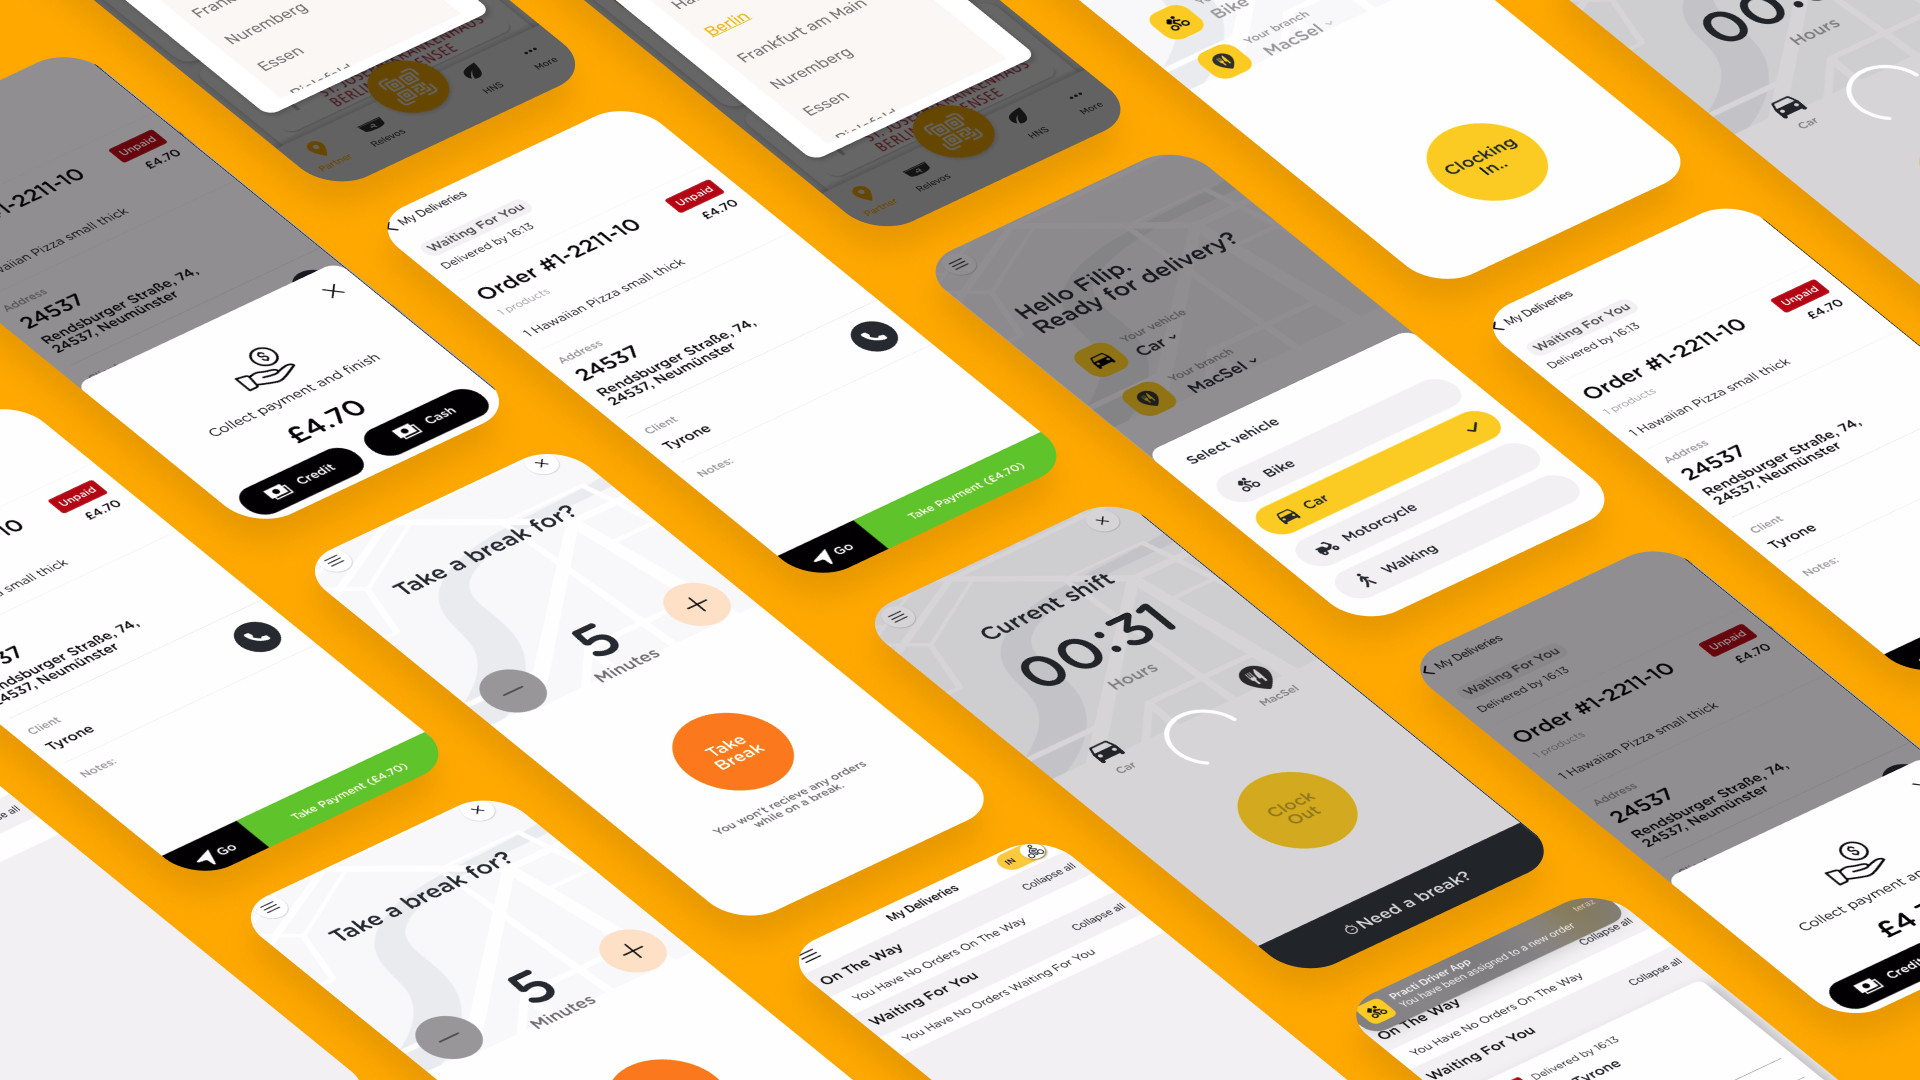 Nuremberg
Essen
ST. JOSEPH KRANKENHAUS
Partner
Relevos
HNS
More
Berlin
Frankfurt am Main
Nuremberg
Essen
Bielefeld
Partner
Relevos
HNS
More
Bike
Your branch
MacSel
Clocking
In..
Hours
Car
Unpaid
£4.70
1-2211-10
Hawaiian Pizza small thick
Address
24537
Rendsburger Straße, 74,
24537, Neumünster
Collect payment and finish
£4.70
Credit
Cash
My Deliveries
Waiting For You
Delivered by 16:13
Order #1-2211-10
Unpaid
£4.70
1 products
1 Hawaiian Pizza small thick
Address
24537
Rendsburger Straße, 74,
24537, Neumünster
Client
Tyrone
Notes:
Go
Take Payment (£4.70)
Hello Filip.
Ready for delivery?
Your vehicle
Car
Your branch
MacSel
Select vehicle
Bike
Car
Motorcycle
Walking
My Deliveries
Waiting For You
Delivered by 16:13
Order #1-2211-10
Unpaid
£4.70
1 products
1 Hawaiian Pizza small thick
Address
24537
Rendsburger Straße, 74,
24537, Neumünster
Client
Tyrone
Notes:
Unpaid
£4.70
10
small thick
37
Rendsburger Straße, 74,
24537, Neumünster
Client
Tyrone
Notes:
Go
Take Payment (£4.70)
Take a break for?
5
Minutes
Take
Break
You won't recieve any orders
while on a break.
Current shift
00:31
Hours
Car
MacSel
Clock
Out
Need a break?
My Deliveries
Waiting For You
Delivered by 16:13
Order #1-2211-10
Unpaid
£4.70
1 products
1 Hawaiian Pizza small thick
Address
24537
Rendsburger Straße, 74,
24537, Neumünster
Collect payment an
£4.7
Credit
Take a break for?
5
Minutes
IN
My Deliveries
On The Way
Collapse all
You Have No Orders On The Way
Waiting For You
Collapse all
You Have No Orders Waiting For You
Practi Driver App
teraz
You have been assigned to a new order
On The Way
Collapse all
You Have No Orders On The Way
Waiting For You
Collapse all
Delivered by 16:13
Tyrone